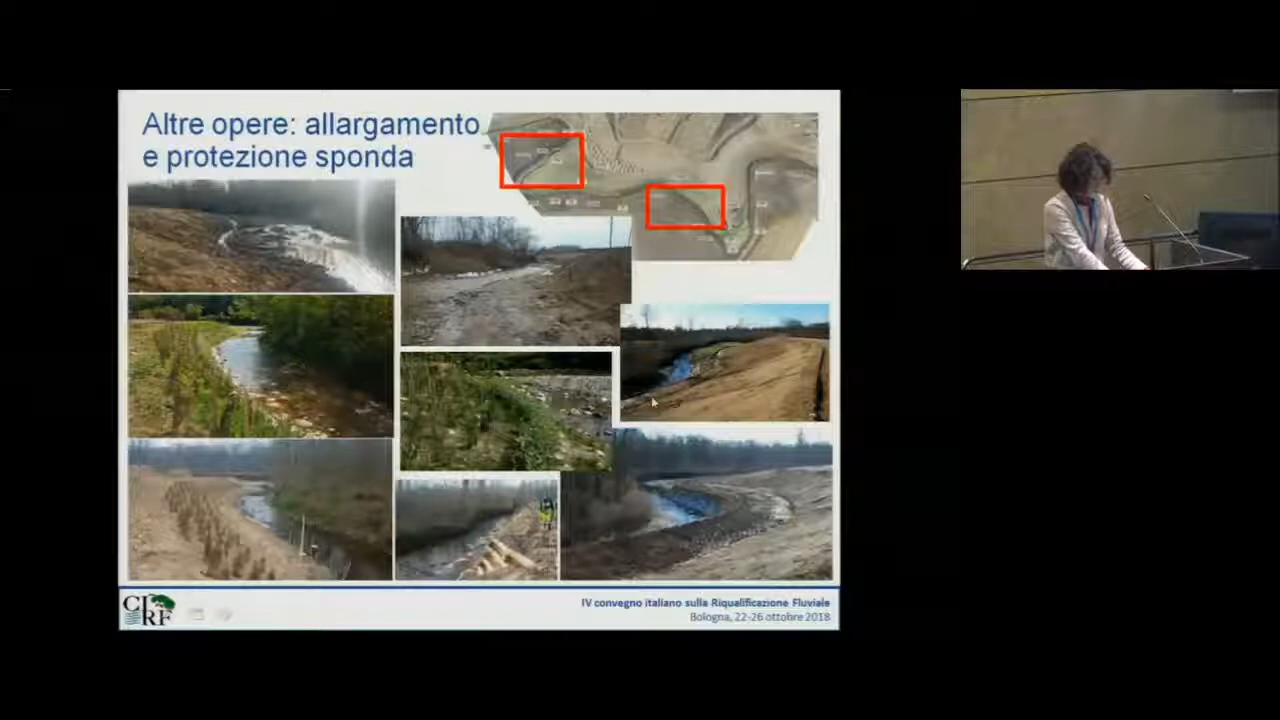 Altre opere: allargamento
e protezione sponda
CIRF
IV convegno italiano sulla Riqualificazione Fluviale
Bologna, 22-26 ottobre 2018